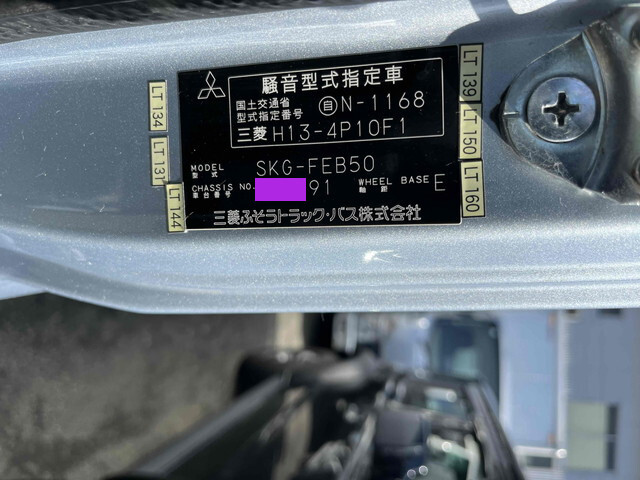 騒音型式指定車
国土交通省
型式指定番号
自 N-1168
三菱 H13-4P10F1
MODEL
型式
SKG-FEB50
CHASSIS NO.
車台番号
91
WHEEL BASE
軸距
E
三菱ふそうトラック・バス株式会社
LT 134
LT 131
LT 144
LT 139
LT 150
LT 160